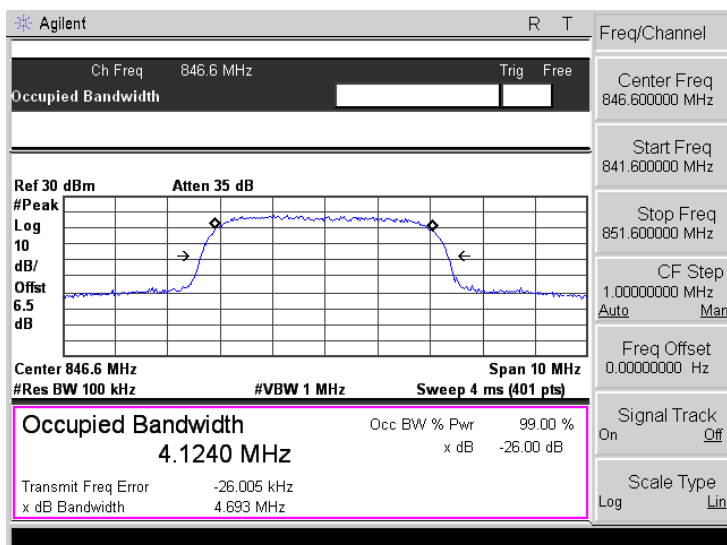 Agilent R T
Ch Freq 846.6 MHz Trig Free
Occupied Bandwidth
Ref 30 dBm Atten 35 dB
#Peak
Log
10
dB/
Offst
6.5
dB
Center 846.6 MHz Span 10 MHz
#Res BW 100 kHz #VBW 1 MHz Sweep 4 ms (401 pts)
Occupied Bandwidth Occ BW % Pwr 99.00 %
4.1240 MHz x dB -26.00 dB
Transmit Freq Error -26.005 kHz
x dB Bandwidth 4.693 MHz
Freq/Channel
Center Freq
846.600000 MHz
Start Freq
841.600000 MHz
Stop Freq
851.600000 MHz
CF Step
1.00000000 MHz
Auto Man
Freq Offset
0.00000000 Hz
Signal Track
On Off
Scale Type
Log Lin